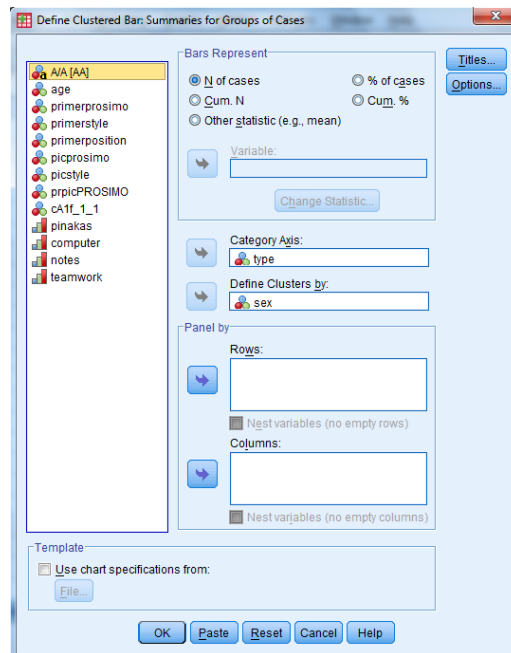 Define Clustered Bar: Summaries for Groups of Cases
A/A [AA]
age
primerprosimo
primerstyle
primerposition
picprosimo
picstyle
prpicPROSIMO
cA1f_1_1
pinakas
computer
notes
teamwork
Bars Represent
N of cases
% of cases
Cum. N
Cum. %
Other statistic (e.g., mean)
Variable:
Change Statistic...
Category Axis:
type
Define Clusters by:
sex
Panel by
Rows:
Nest variables (no empty rows)
Columns:
Nest variables (no empty columns)
Titles...
Options...
Template
Use chart specifications from:
File...
OK Paste Reset Cancel Help